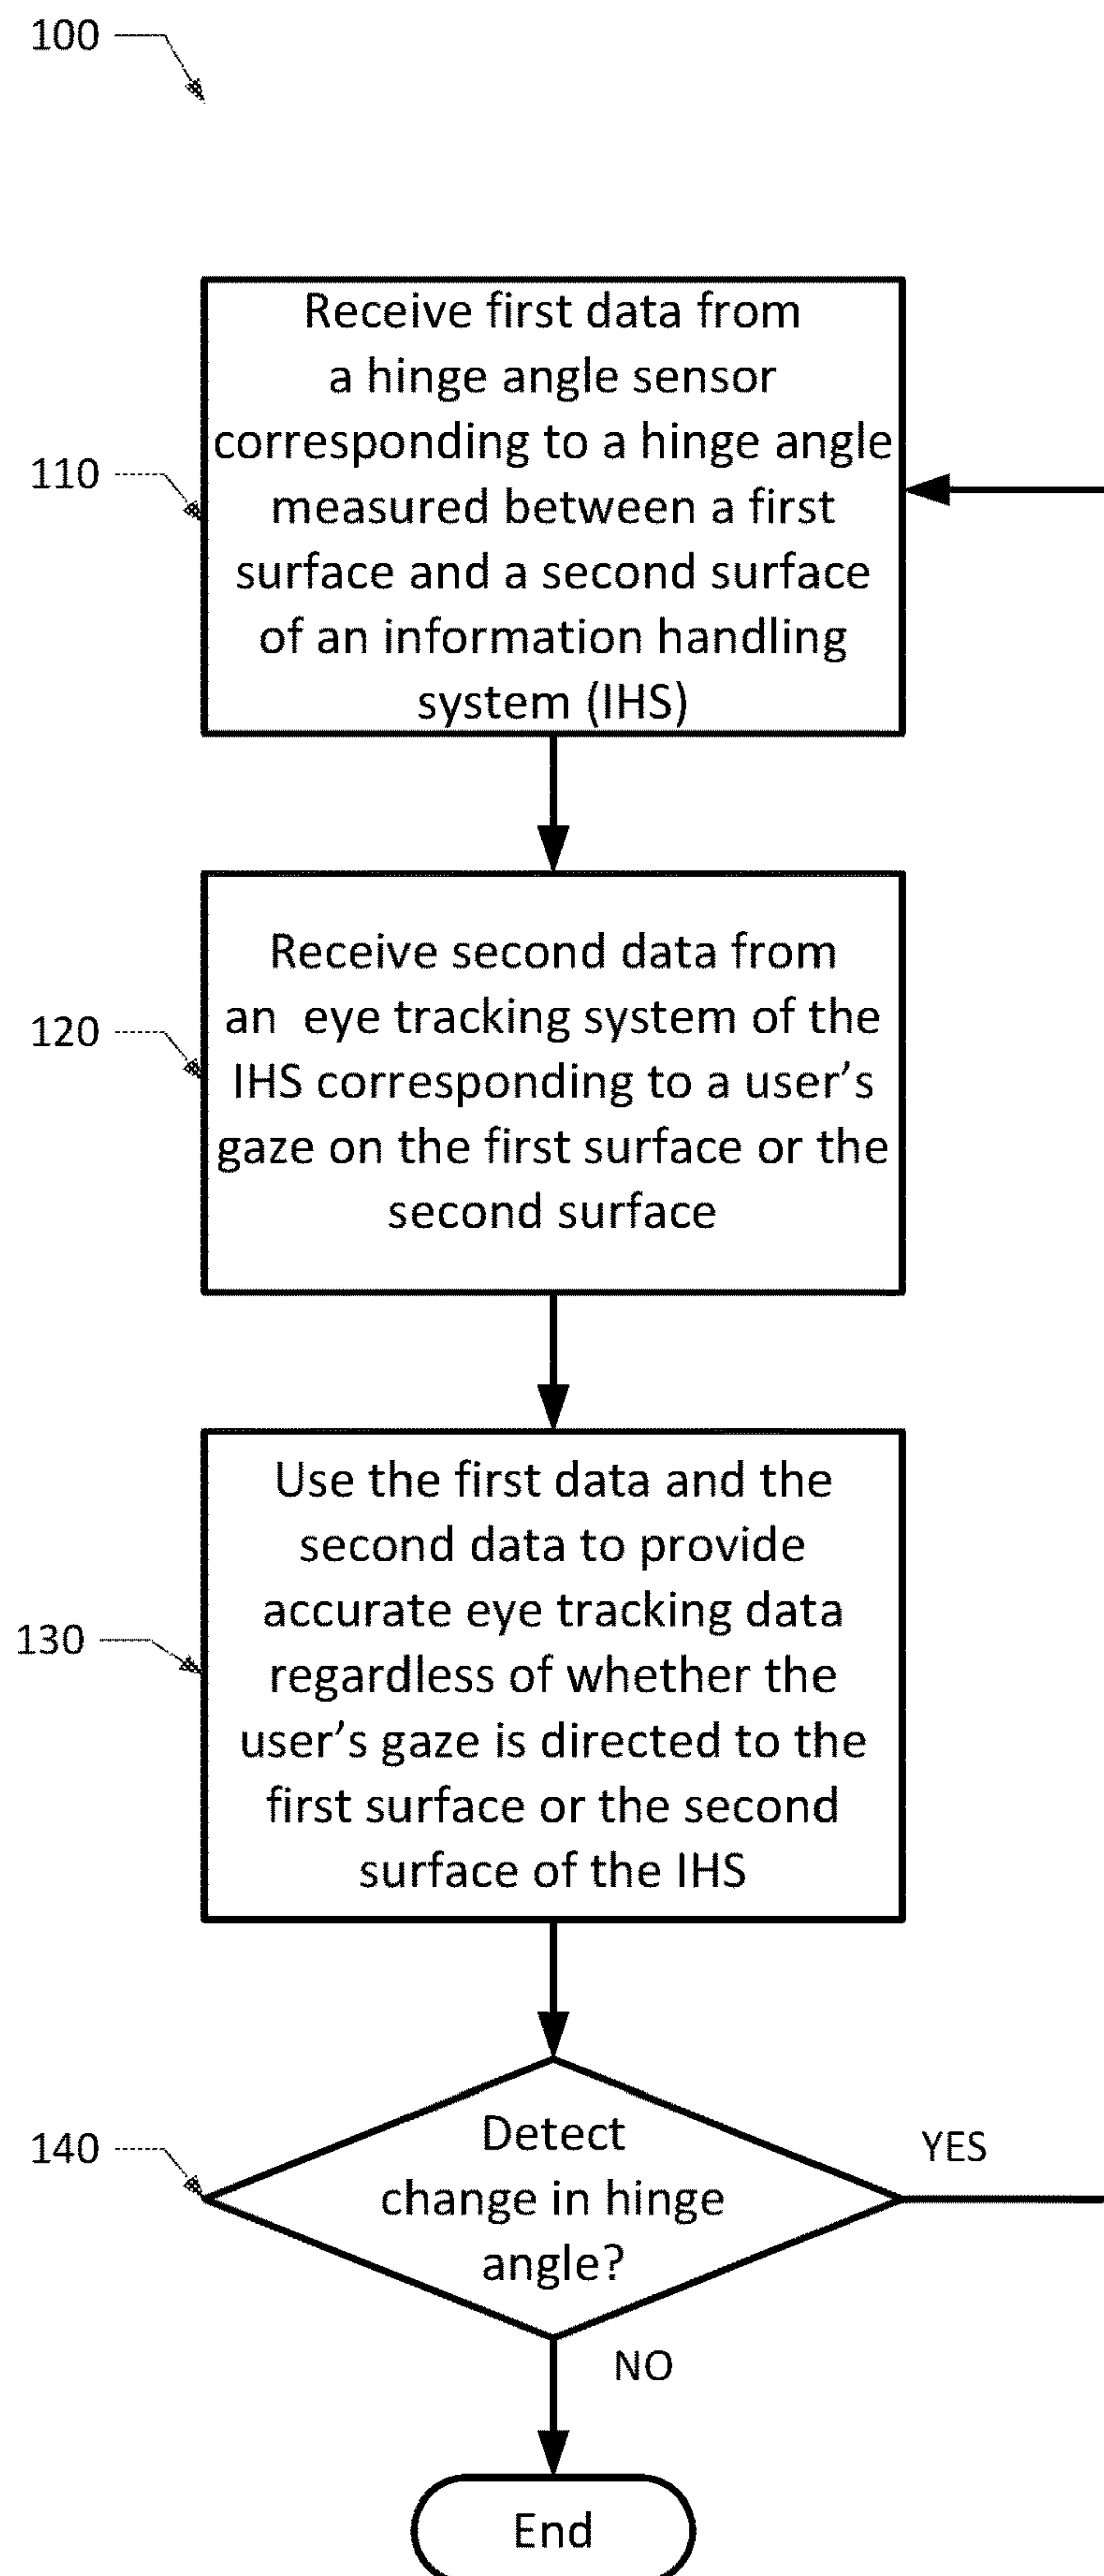 100
Receive first data from
a hinge angle sensor
corresponding to a hinge angle
110
measured between a first
surface and a second surface
of an information handling
system (IHS)
Receive second data from
120
an eye tracking system of the
IHS corresponding to a user’s
gaze on the first surface or the
second surface
Use the first data and the
second data to provide
accurate eye tracking data
130
regardless of whether the
user’s gaze is directed to the
first surface or the second
surface of the IHS
140
Detect
change in hinge
angle?
YES
NO
End